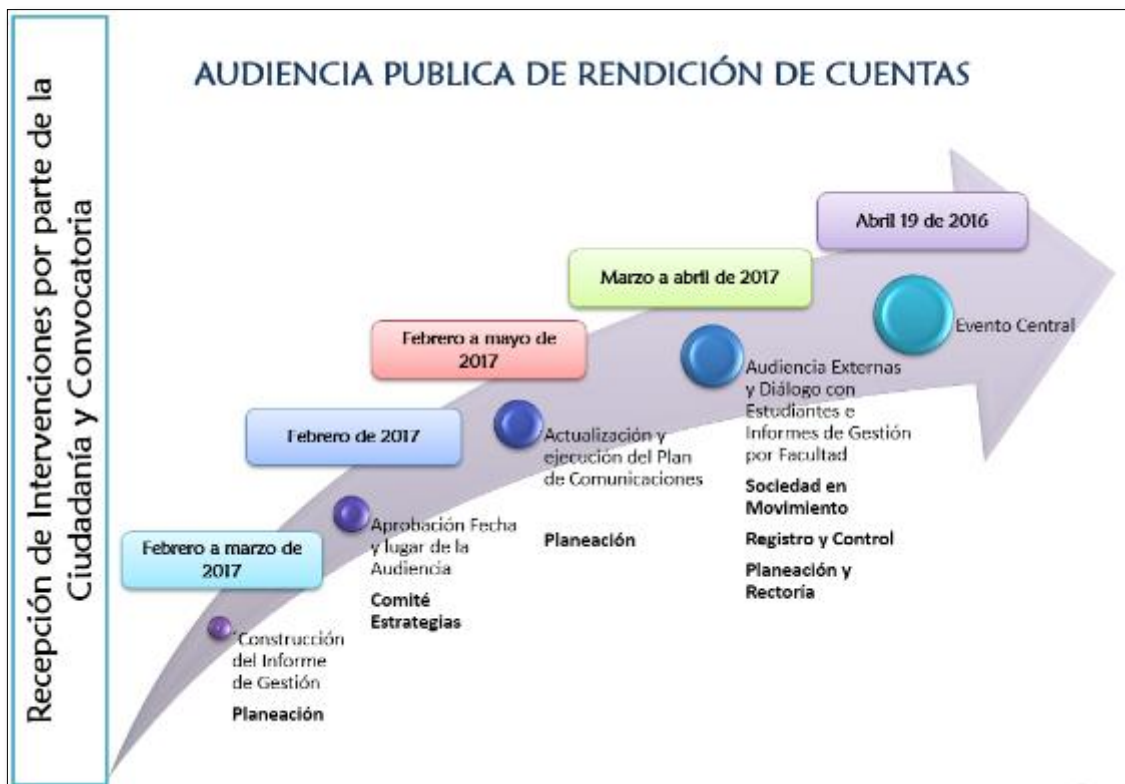 Recepción de Intervenciones por parte de la
Ciudadanía y Convocatoria
AUDIENCIA PUBLICA DE RENDICIÓN DE CUENTAS
Febrero a marzo de
2017
´Construcción
del Informe
de Gestión
Planeación
Febrero de 2017
Aprobación Fecha
y lugar de la
Audiencia
Comité
Estrategias
Febrero a mayo de
2017
Actualización y
ejecución del Plan
de Comunicaciones
Planeación
Marzo a abril de 2017
Audiencia Externas
y Diálogo con
Estudiantes e
Informes de Gestión
por Facultad
Sociedad en
Movimiento
Registro y Control
Planeación y
Rectoría
Abril 19 de 2016
Evento Central